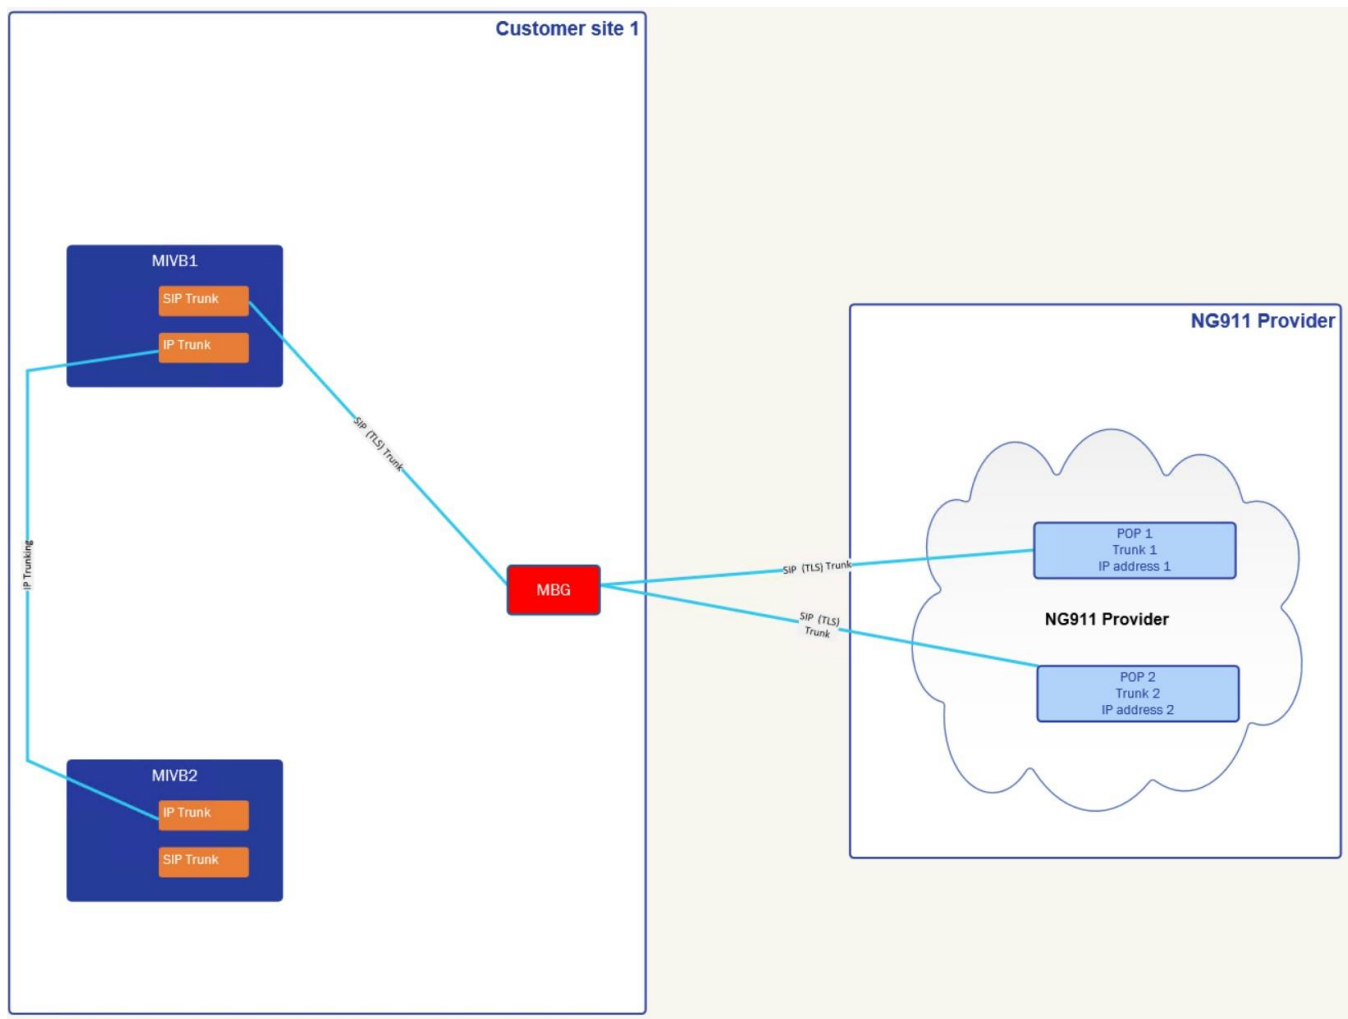 Customer site 1
MIVB1
SIP Trunk
IP Trunk
SIP (TLS) Trunk
IP Trunking
MBG
MIVB2
IP Trunk
SIP Trunk
SIP (TLS) Trunk
SIP (TLS)
Trunk
NG911 Provider
POP 1
Trunk 1
IP address 1
NG911 Provider
POP 2
Trunk 2
IP address 2